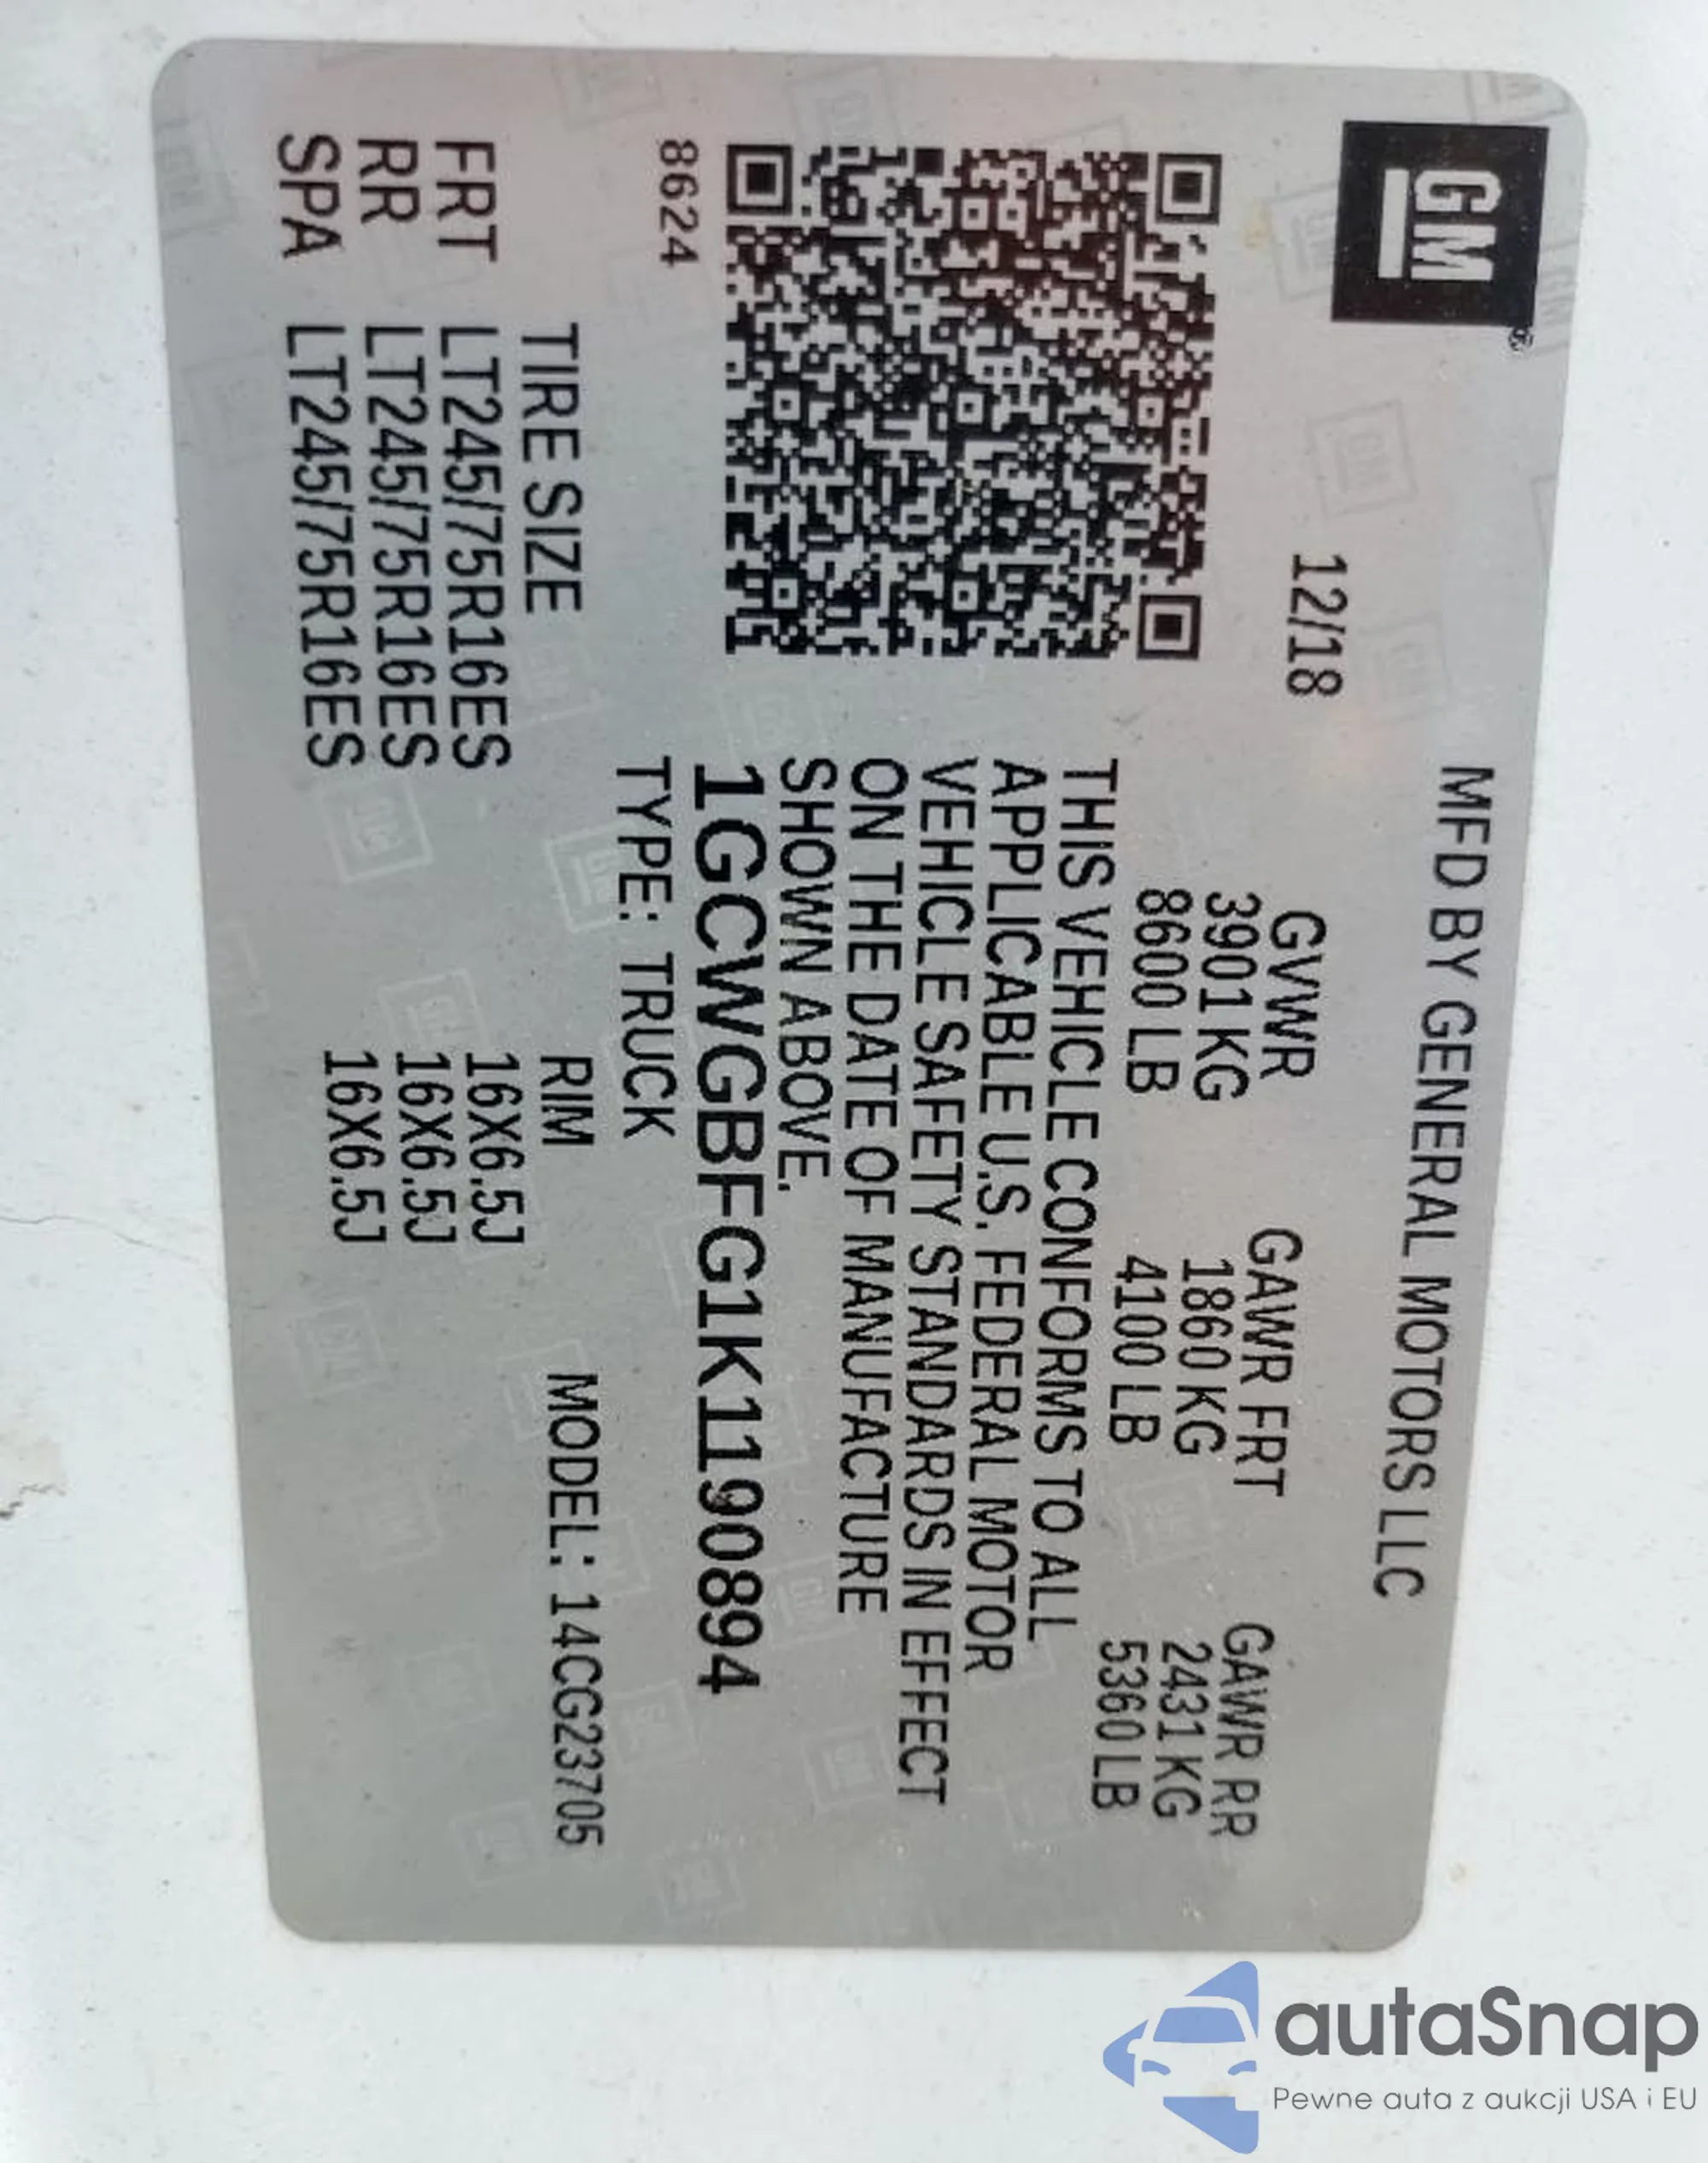 GM
MFD BY GENERAL MOTORS LLC
12/18
GVWR GAWR FRT GAWR RR
3901 KG 1860 KG 2431 KG
8600 LB 4100 LB 5360 LB
THIS VEHICLE CONFORMS TO ALL
APPLICABLE U.S. FEDERAL MOTOR
VEHICLE SAFETY STANDARDS IN EFFECT
ON THE DATE OF MANUFACTURE
SHOWN ABOVE.
1GCWGBFG1K1190894
8624 TYPE: TRUCK
TIRE SIZE RIM MODEL: 14CG23705
FRT LT245/75R16ES 16X6.5J
RR LT245/75R16ES 16X6.5J
SPA LT245/75R16ES 16X6.5J
autaSnap
Pewne auta z aukcji USA i EU